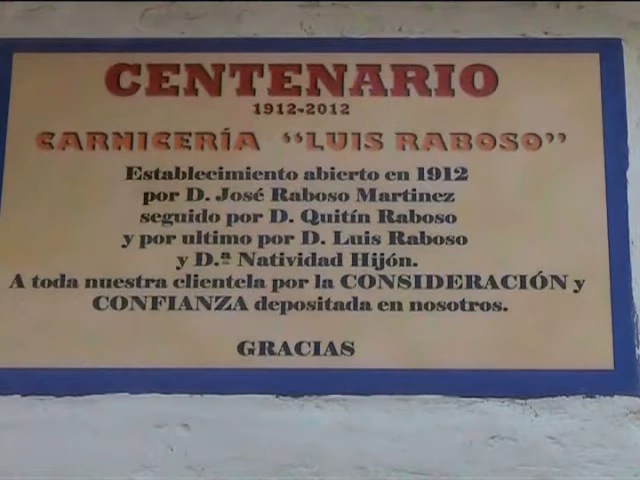 CENTENARIO
1912-2012
CARNICERÍA "LUIS RABOSO"
Establecimiento abierto en 1912
por D. José Raboso Martinez
seguido por D. Quitín Raboso
y por ultimo por D. Luis Raboso
y D.ª Natividad Hijón.
A toda nuestra clientela por la CONSIDERACIÓN y
CONFIANZA depositada en nosotros.
GRACIAS